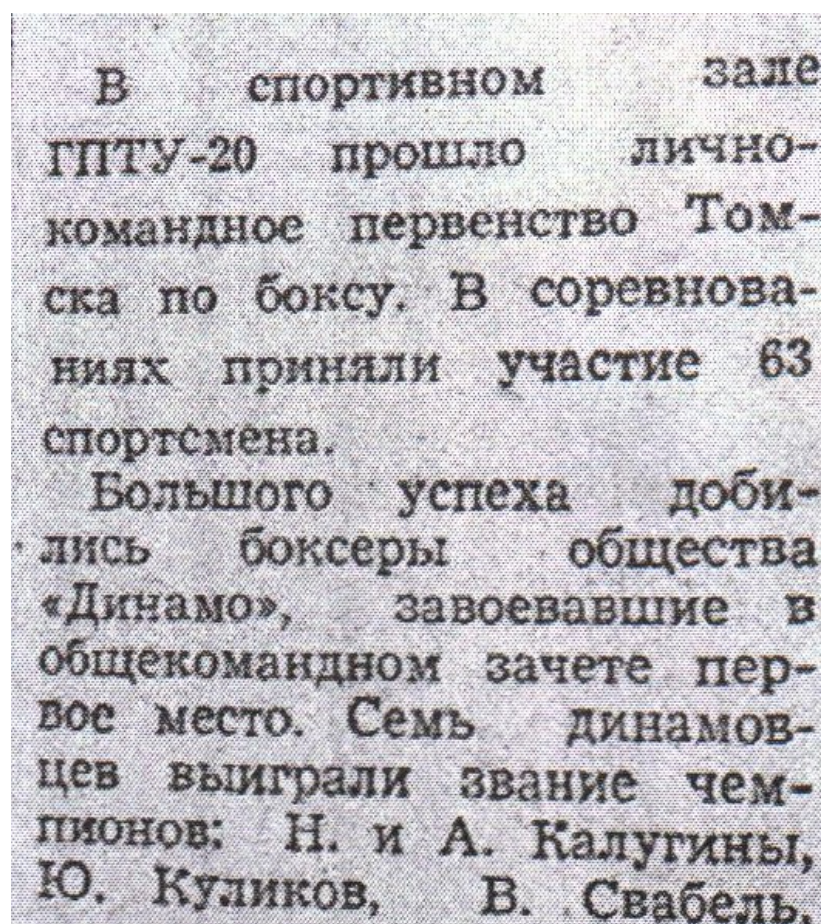 В спортивном зале
ГПТУ-20 прошло лично-
командное первенство Том-
ска по боксу. В соревнова-
ниях приняли участие 63
спортсмена.
Большого успеха доби-
лись боксеры общества
«Динамо», завоевавшие в
общекомандном зачете пер-
вое место. Семь динамов-
цев выиграли звание чем-
пионов: Н. и А. Калугины,
Ю. Куликов, В. Свабель,